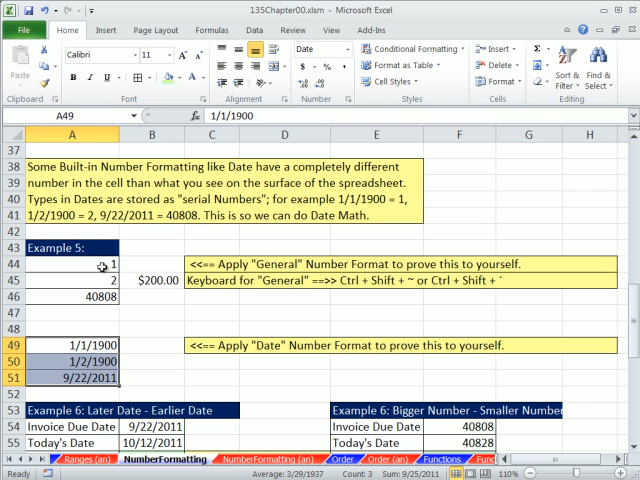 135Chapter00.xlsm - Microsoft Excel
File Home Insert Page Layout Formulas Data Review View Add-Ins
Paste
Clipboard
Calibri 11
B I U
Font
Alignment
Date
$ % ,
Number
Conditional Formatting
Format as Table
Cell Styles
Styles
Insert
Delete
Format
Cells
Sort & Filter
Find & Select
Editing
A49 fx 1/1/1900
A B C D E F G H
37
38 Some Built-in Number Formatting like Date have a completely different
39 number in the cell than what you see on the surface of the spreadsheet.
40 Types in Dates are stored as "serial Numbers"; for example 1/1/1900 = 1,
41 1/2/1900 = 2, 9/22/2011 = 40808. This is so we can do Date Math.
42
43 Example 5:
44 1 <<== Apply "General" Number Format to prove this to yourself.
45 2 $200.00 Keyboard for "General" ==>> Ctrl + Shift + ~ or Ctrl + Shift + `
46 40808
47
48
49 1/1/1900 <<== Apply "Date" Number Format to prove this to yourself.
50 1/2/1900
51 9/22/2011
52
53 Example 6: Later Date - Earlier Date Example 6: Bigger Number - Smaller Number
54 Invoice Due Date 9/22/2011 Invoice Due Date 40808
55 Today's Date 10/12/2011 Today's Date 40828
Ranges (an) NumberFormatting NumberFormatting (an) Order Order (an) Functions Func
Ready Average: 3/29/1937 Count: 3 Sum: 9/25/2011 110%